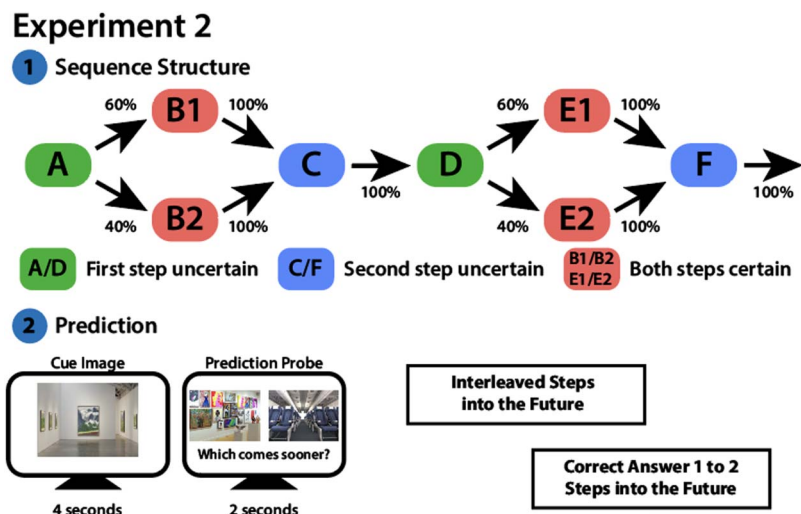 Experiment 2
1 Sequence Structure
60% B1 100% 60% E1 100%
A C 100% D F 100%
40% B2 100% 40% E2 100%
A/D First step uncertain C/F Second step uncertain B1/B2 E1/E2 Both steps certain
2 Prediction
Cue Image Prediction Probe
Interleaved Steps
into the Future
Which comes sooner?
Correct Answer 1 to 2
Steps into the Future
4 seconds 2 seconds